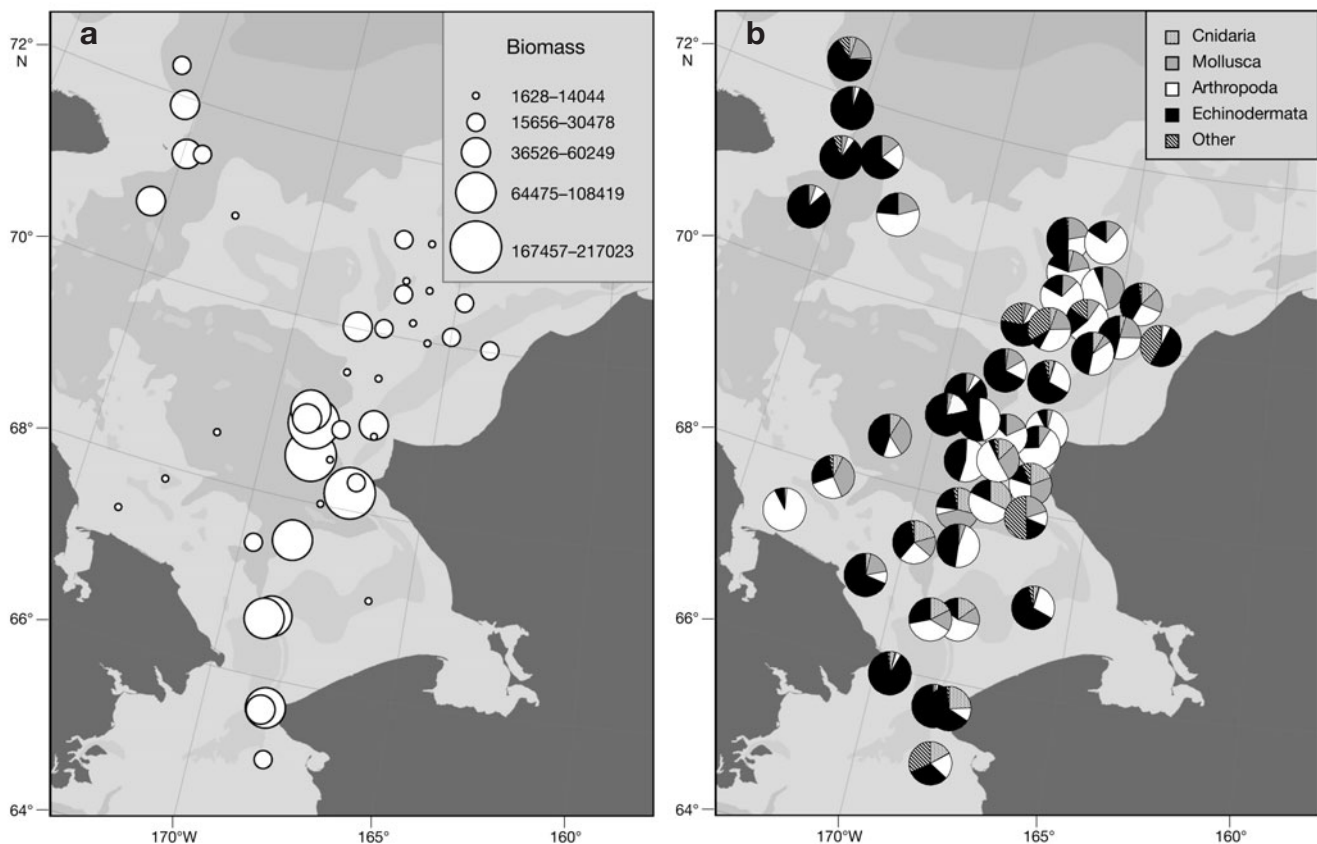 a
Biomass
1628–14044
15656–30478
36526–60249
64475–108419
167457–217023
72°
N
70°
68°
66°
64°
170°W
165°
160°
b
Cnidaria
Mollusca
Arthropoda
Echinodermata
Other
72°
N
70°
68°
66°
64°
170°W
165°
160°